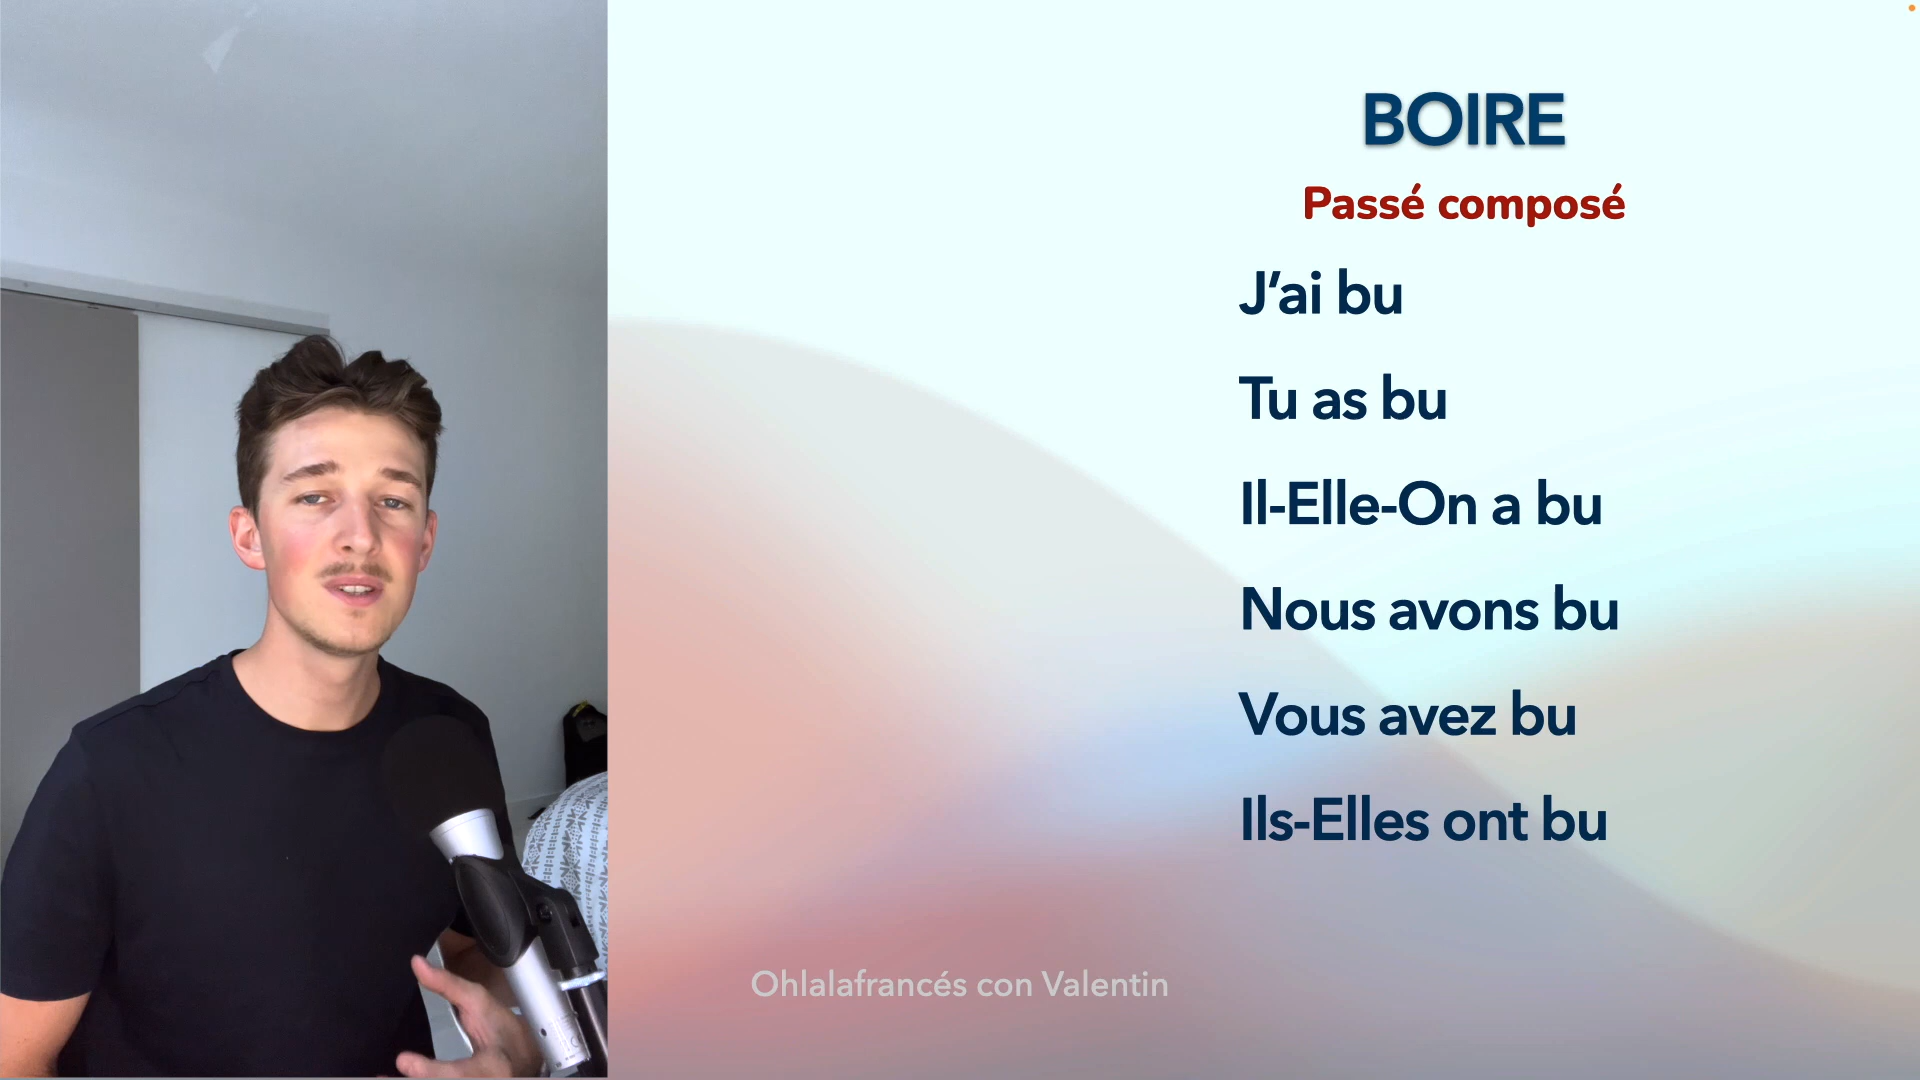 BOIRE
Passé composé
J’ai bu
Tu as bu
Il-Elle-On a bu
Nous avons bu
Vous avez bu
Ils-Elles ont bu
Ohlalafrancés con Valentin